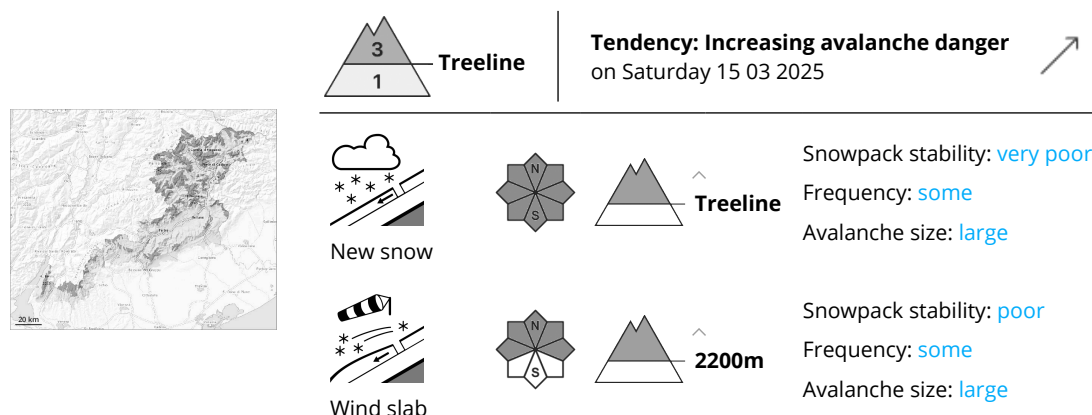 3
Treeline
1
Tendency: Increasing avalanche danger
on Saturday 15 03 2025
20 km
New snow
N
S
Treeline
Snowpack stability: very poor
Frequency: some
Avalanche size: large
Wind slab
N
S
2200m
Snowpack stability: poor
Frequency: some
Avalanche size: large